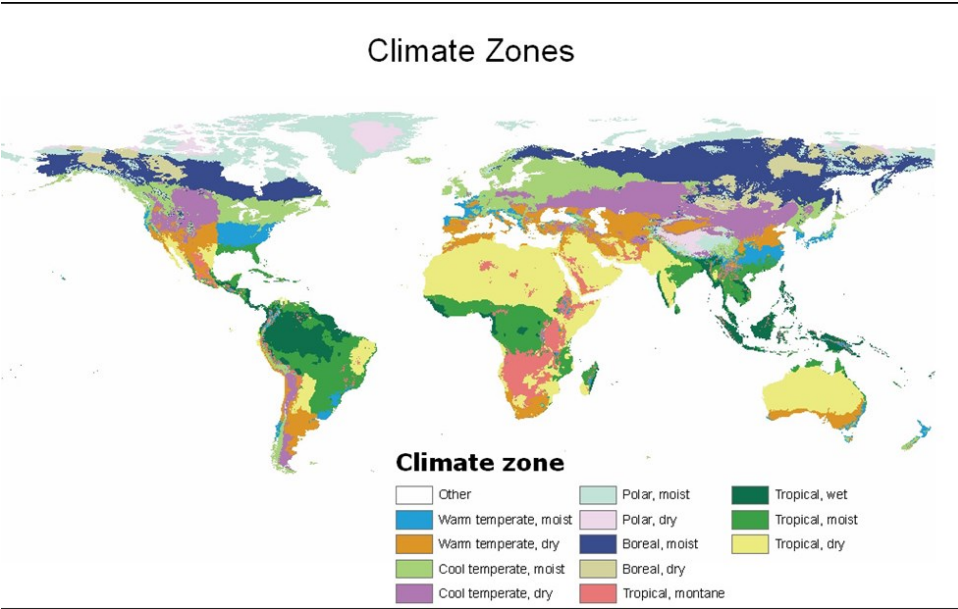 Climate Zones
Climate zone
Other
Warm temperate, moist
Warm temperate, dry
Cool temperate, moist
Cool temperate, dry
Polar, moist
Polar, dry
Boreal, moist
Boreal, dry
Tropical, montane
Tropical, wet
Tropical, moist
Tropical, dry